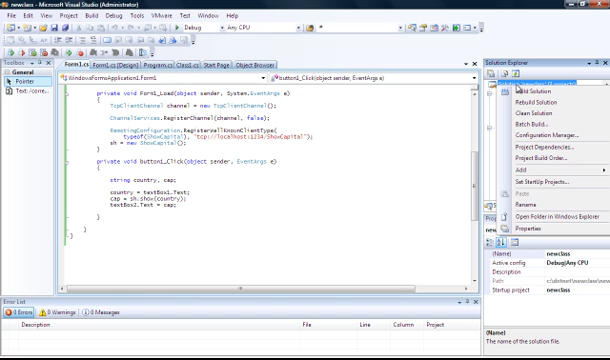 newclass - Microsoft Visual Studio (Administrator)
File Edit View Project Build Debug Data Tools VMware Test Window Help
Debug Any CPU
Toolbox
General
Pointer
Text: /corre...
Form1.cs Form1.cs [Design] Program.cs Class1.cs Start Page Object Browser
WindowsFormsApplication1.Form1
button1_Click(object sender, EventArgs e)
private void Form1_Load(object sender, System.EventArgs e)
{
TcpClientChannel channel = new TcpClientChannel();
ChannelServices.RegisterChannel(channel, false);
RemotingConfiguration.RegisterWellKnownClientType(
typeof(ShowCapital), "tcp://localhost:1234/ShowCapital");
sh = new ShowCapital();
}
private void button1_Click(object sender, EventArgs e)
{
string country, cap;
country = textBox1.Text;
cap = sh.show(country);
textBox2.Text = cap;
}
}
}
Solution Explorer
Build Solution
Rebuild Solution
Clean Solution
Batch Build...
Configuration Manager...
Project Dependencies...
Project Build Order...
Add
Set StartUp Projects...
Paste
Rename
Open Folder in Windows Explorer
Properties
(Name) newclass
Active config Debug|Any CPU
Description
Path
Startup project newclass
(Name)
The name of the solution file.
Error List
0 Errors 0 Warnings 0 Messages
Description File Line Column Project